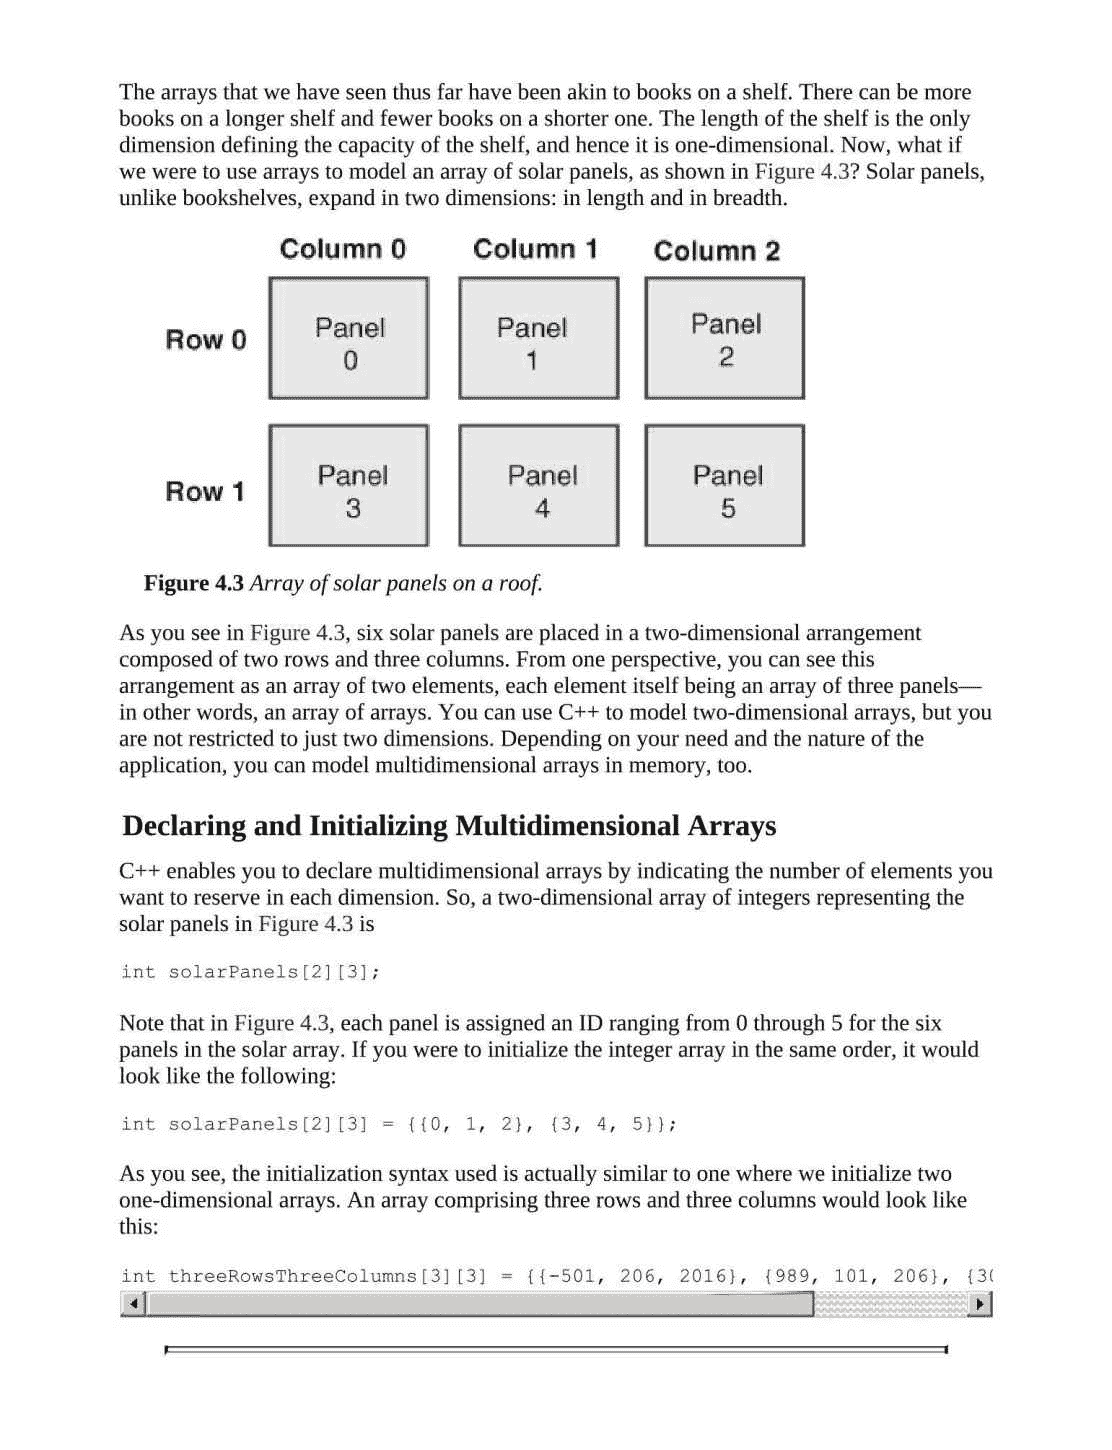 The arrays that we have seen thus far have been akin to books on a shelf. There can be more
books on a longer shelf and fewer books on a shorter one. The length of the shelf is the only
dimension defining the capacity of the shelf, and hence it is one-dimensional. Now, what if
we were to use arrays to model an array of solar panels, as shown in Figure 4.3? Solar panels,
unlike bookshelves, expand in two dimensions: in length and in breadth.
Column 0 Column 1 Column 2
Row 0
Panel
0
Panel
1
Panel
2
Row 1
Panel
3
Panel
4
Panel
5
Figure 4.3 Array of solar panels on a roof.
As you see in Figure 4.3, six solar panels are placed in a two-dimensional arrangement
composed of two rows and three columns. From one perspective, you can see this
arrangement as an array of two elements, each element itself being an array of three panels—
in other words, an array of arrays. You can use C++ to model two-dimensional arrays, but you
are not restricted to just two dimensions. Depending on your need and the nature of the
application, you can model multidimensional arrays in memory, too.
Declaring and Initializing Multidimensional Arrays
C++ enables you to declare multidimensional arrays by indicating the number of elements you
want to reserve in each dimension. So, a two-dimensional array of integers representing the
solar panels in Figure 4.3 is
int solarPanels[2][3];
Note that in Figure 4.3, each panel is assigned an ID ranging from 0 through 5 for the six
panels in the solar array. If you were to initialize the integer array in the same order, it would
look like the following:
int solarPanels[2][3] = {{0, 1, 2}, {3, 4, 5}};
As you see, the initialization syntax used is actually similar to one where we initialize two
one-dimensional arrays. An array comprising three rows and three columns would look like
this:
int threeRowsThreeColumns[3][3] = {{-501, 206, 2016}, {989, 101, 206}, {3